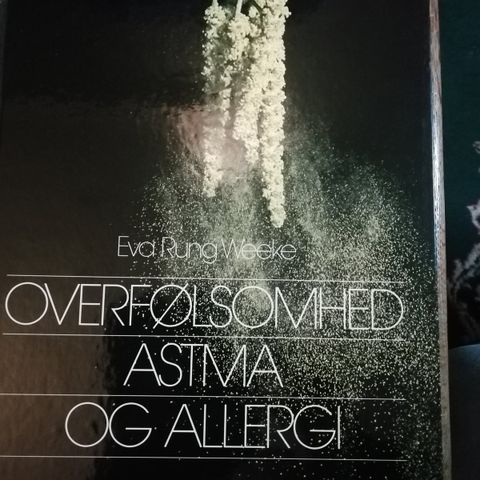 Eva Rung Weeke
OVERFØLSOMHED
ASTMA
OG ALLERGI